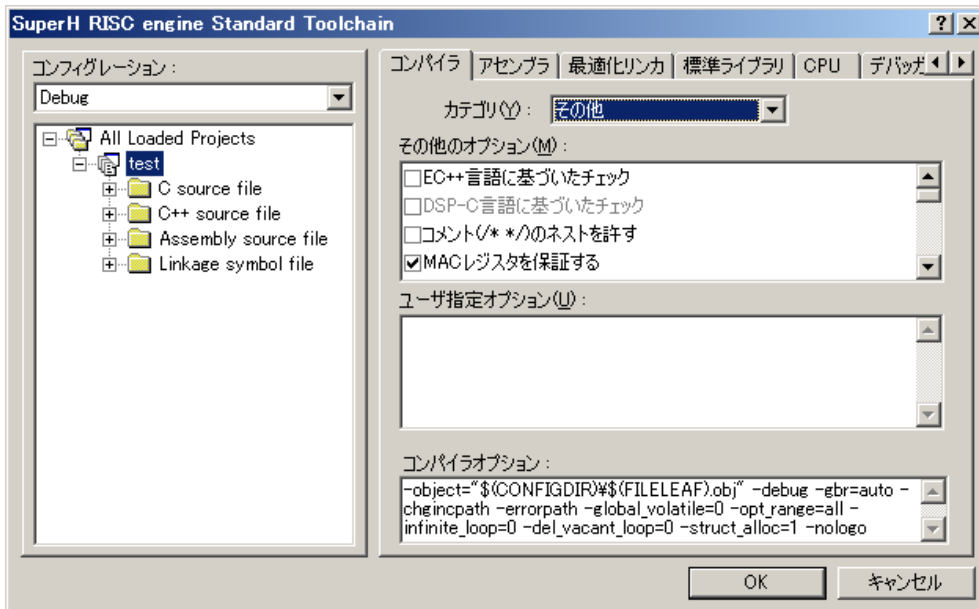 SuperH RISC engine Standard Toolchain
コンフィグレーション :
Debug
All Loaded Projects
test
C source file
C++ source file
Assembly source file
Linkage symbol file
コンパイラ アセンブラ 最適化リンカ 標準ライブラリ CPU デバッガ
カテゴリ(Y) : その他
その他のオプション(M) :
EC++言語に基づいたチェック
DSP-C言語に基づいたチェック
コメント(/* */)のネストを許す
MACレジスタを保証する
ユーザ指定オプション(U) :
コンパイラオプション :
-object="$(CONFIGDIR)¥$(FILELEAF).obj" -debug -gbr=auto -
chgincpath -errorpath -global_volatile=0 -opt_range=all -
infinite_loop=0 -del_vacant_loop=0 -struct_alloc=1 -nologo
OK キャンセル